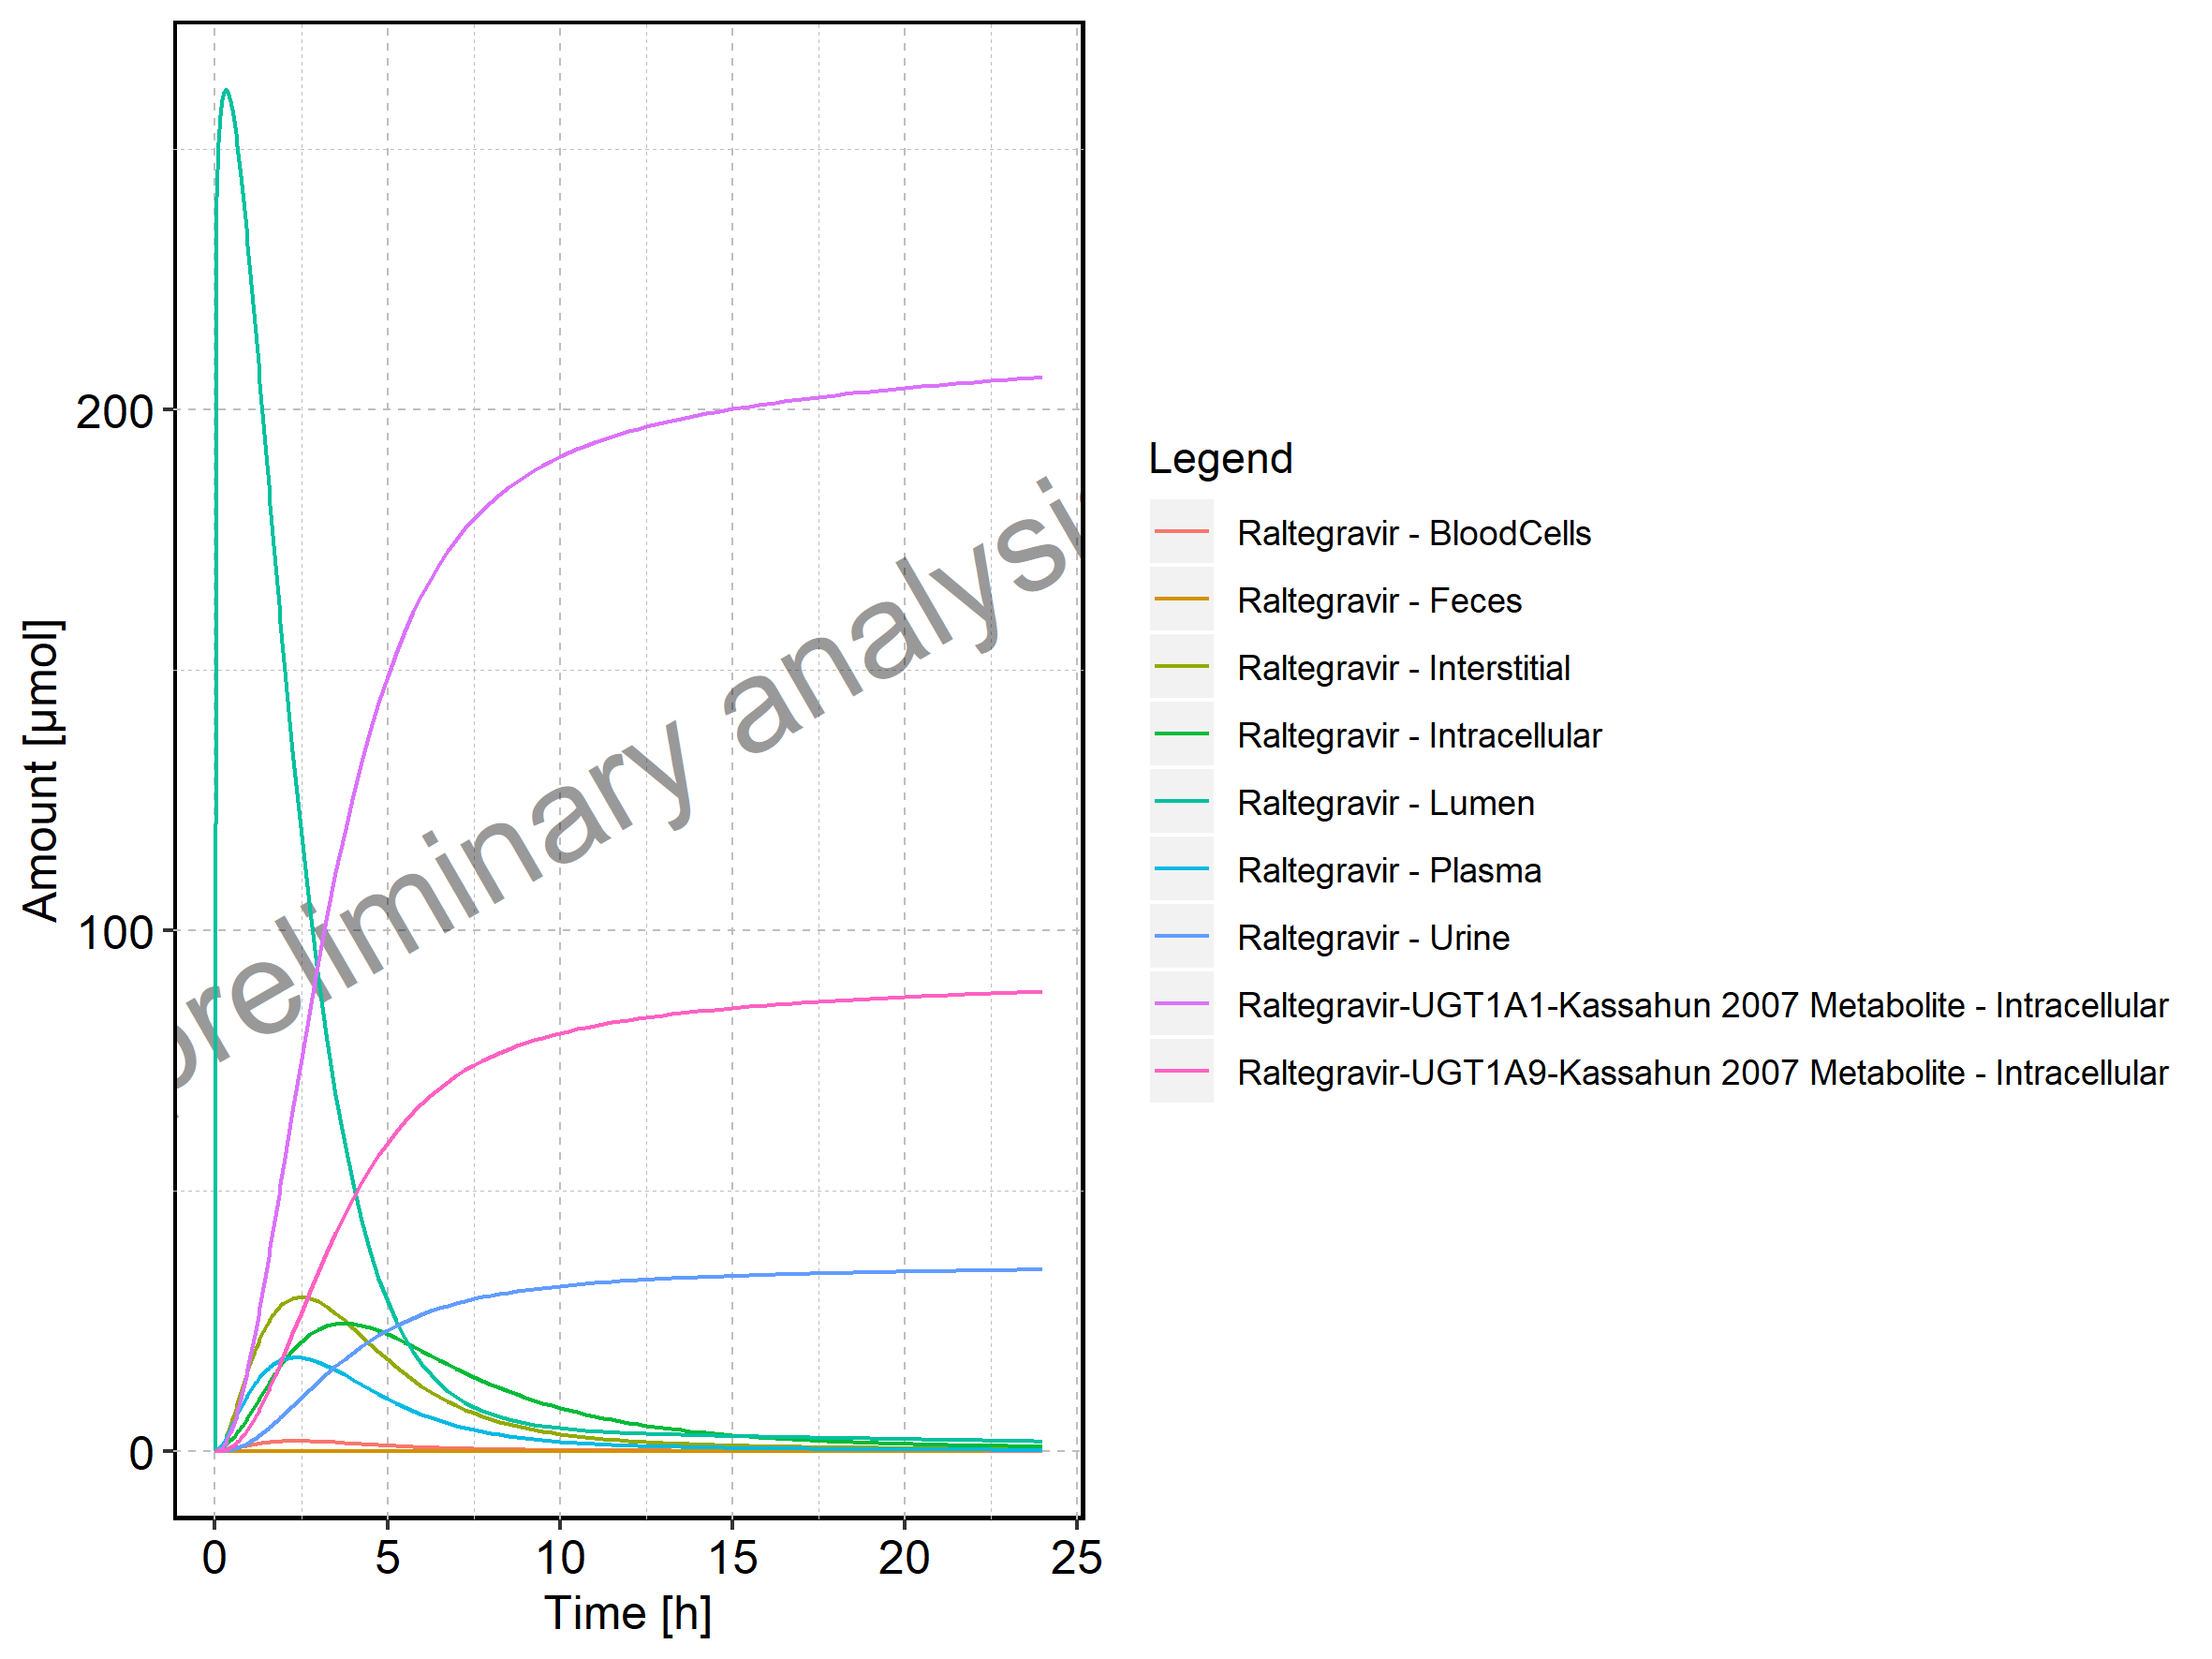 200
100
0
Amount [µmol]
preliminary analysis
0 5 10 15 20 25
Time [h]
Legend
Raltegravir - BloodCells
Raltegravir - Feces
Raltegravir - Interstitial
Raltegravir - Intracellular
Raltegravir - Lumen
Raltegravir - Plasma
Raltegravir - Urine
Raltegravir-UGT1A1-Kassahun 2007 Metabolite - Intracellular
Raltegravir-UGT1A9-Kassahun 2007 Metabolite - Intracellular